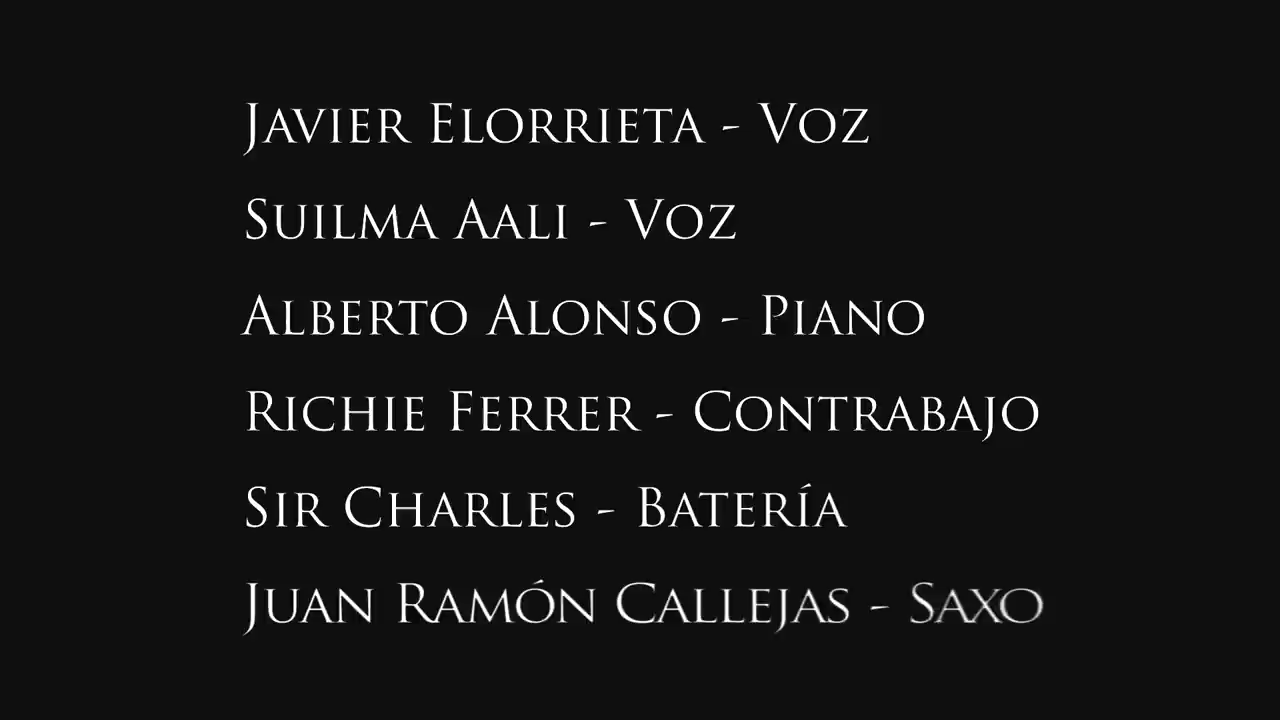 Javier Elorrieta - Voz
Suilma Aali - Voz
Alberto Alonso - Piano
Richie Ferrer - Contrabajo
Sir Charles - Batería
Juan Ramón Callejas - Saxo